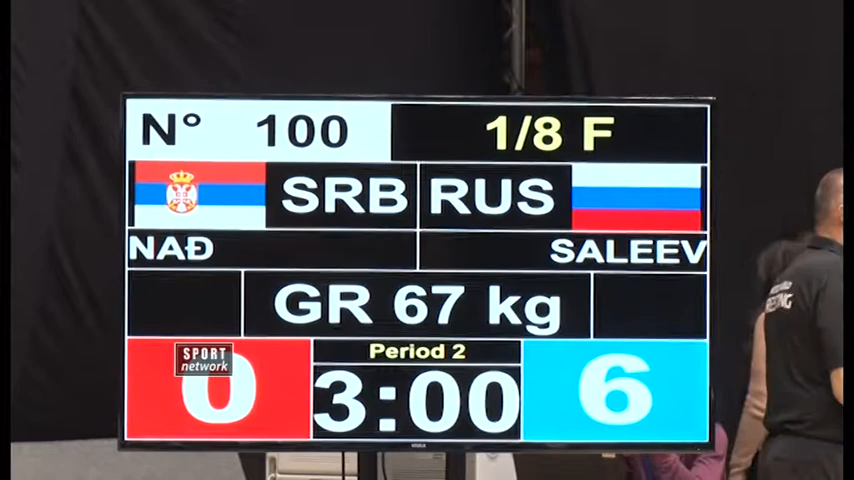 N° 100 1/8 F
SRB RUS
NAĐ SALEEV
GR 67 kg
Period 2
SPORT
network
0 3:00 6